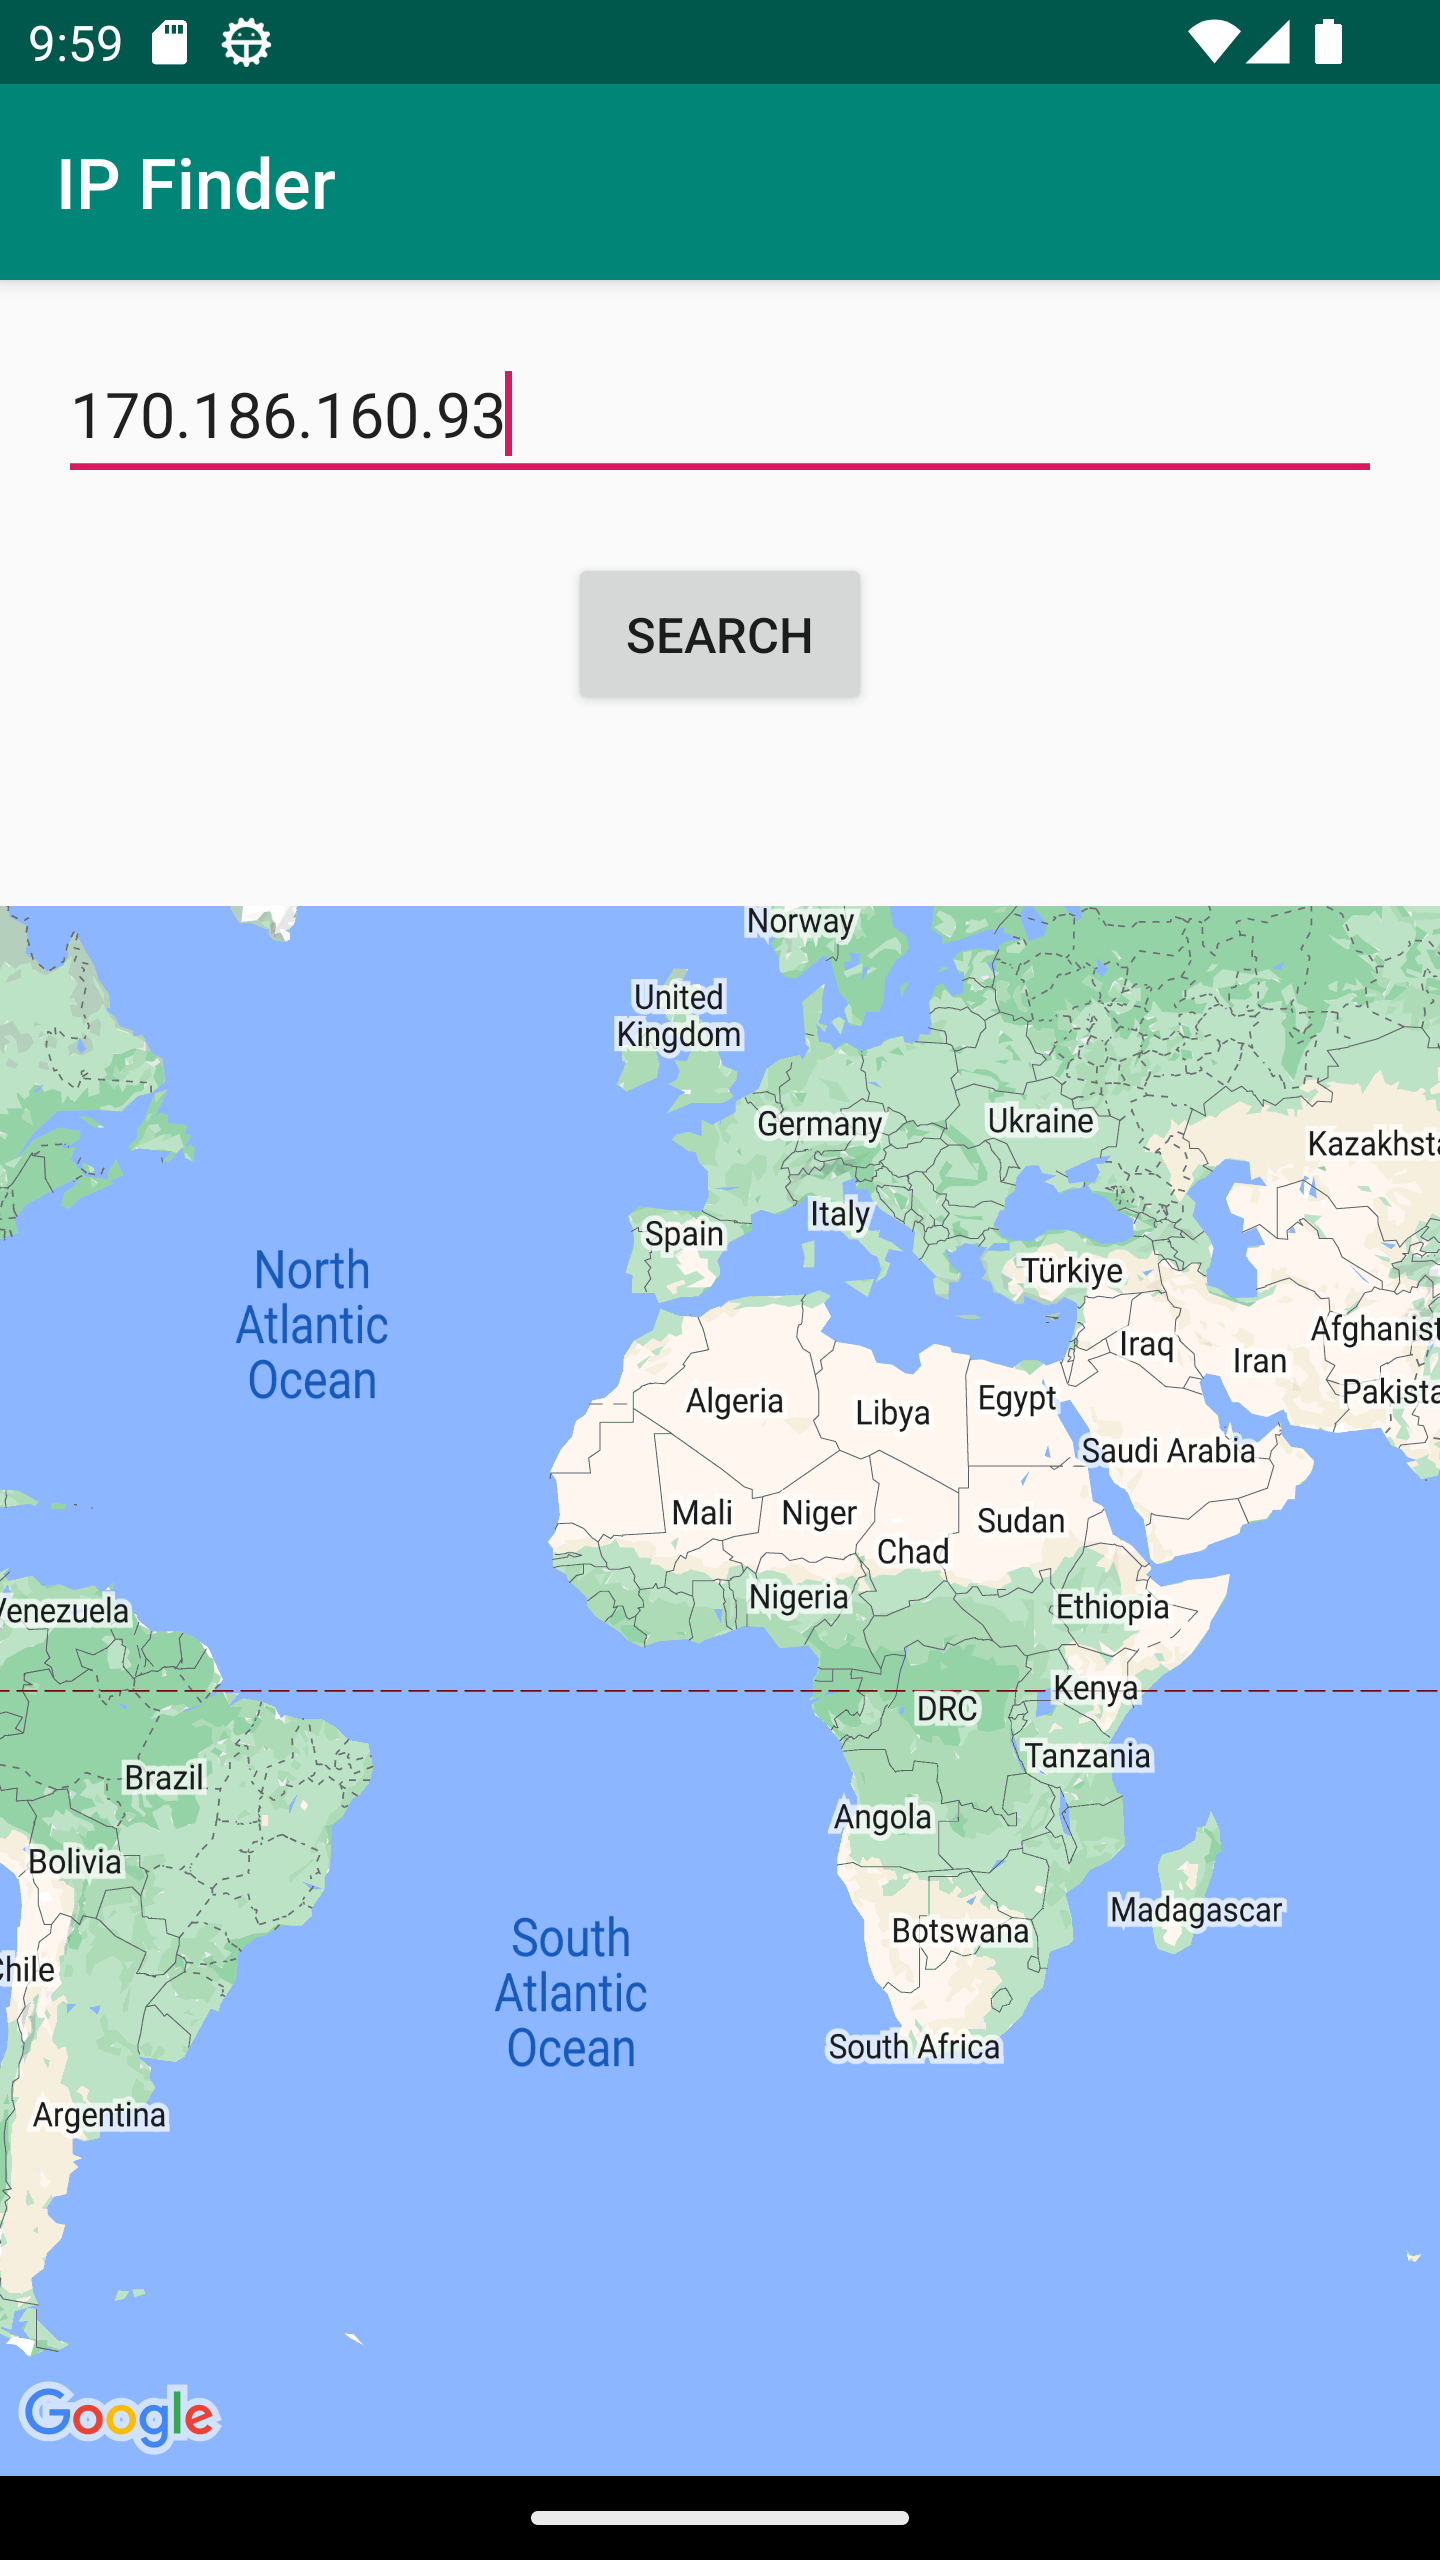 9:59
IP Finder
170.186.160.93
SEARCH
Norway
United
Kingdom
Germany
Ukraine
Kazakhsta
Italy
Spain
North
Atlantic
Ocean
Türkiye
Afghanist
Iraq
Iran
Pakista
Algeria
Libya
Egypt
Saudi Arabia
Mali
Niger
Sudan
Chad
Nigeria
Ethiopia
Venezuela
Kenya
DRC
Tanzania
Brazil
Angola
Bolivia
Madagascar
Botswana
South
Atlantic
Ocean
Chile
South Africa
Argentina
Google